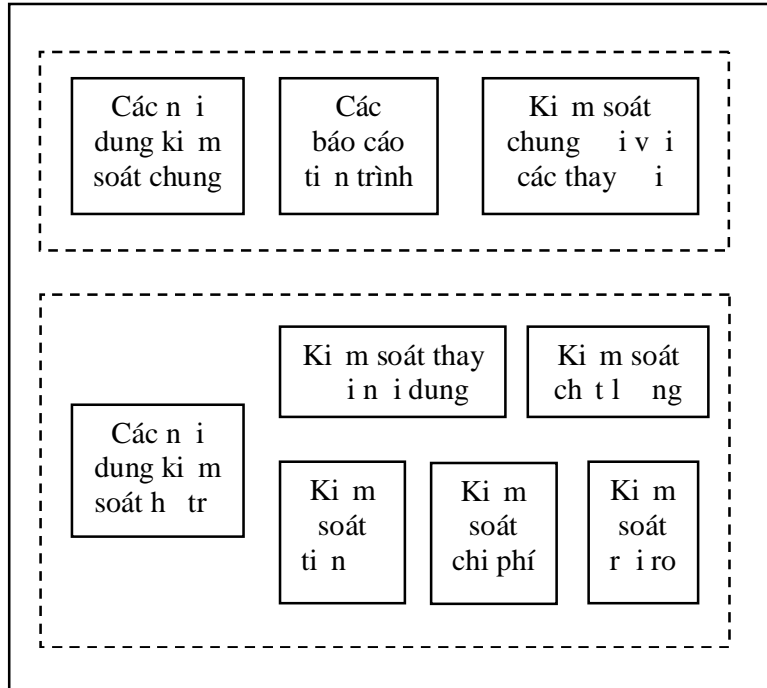 Các n i
dung ki m
soát chung
Các
báo cáo
ti n trình
Ki m soát
chung i v i
các thay i
Ki m soát thay
i n i dung
Ki m soát
ch t l ng
Các n i
dung ki m
soát h tr
Ki m
soát
ti n
Ki m
soát
chi phí
Ki m
soát
r i ro